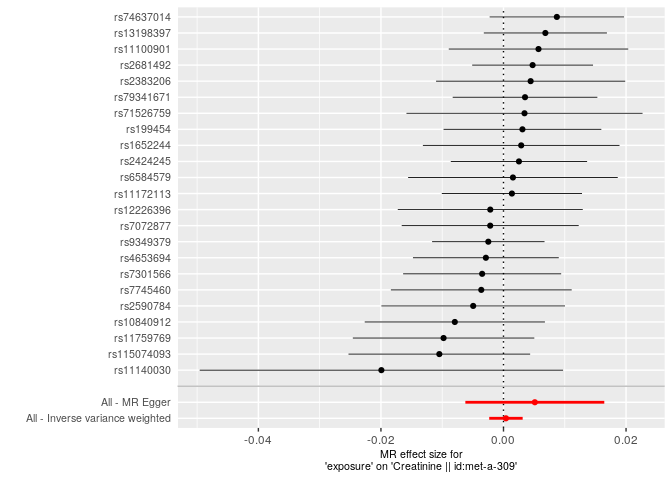 rs74637014
rs13198397
rs11100901
rs2681492
rs2383206
rs79341671
rs71526759
rs199454
rs1652244
rs2424245
rs6584579
rs11172113
rs12226396
rs7072877
rs9349379
rs4653694
rs7301566
rs7745460
rs2590784
rs10840912
rs11759769
rs115074093
rs11140030
All - MR Egger
All - Inverse variance weighted
-0.04 -0.02 0.00 0.02
MR effect size for
'exposure' on 'Creatinine || id:met-a-309'